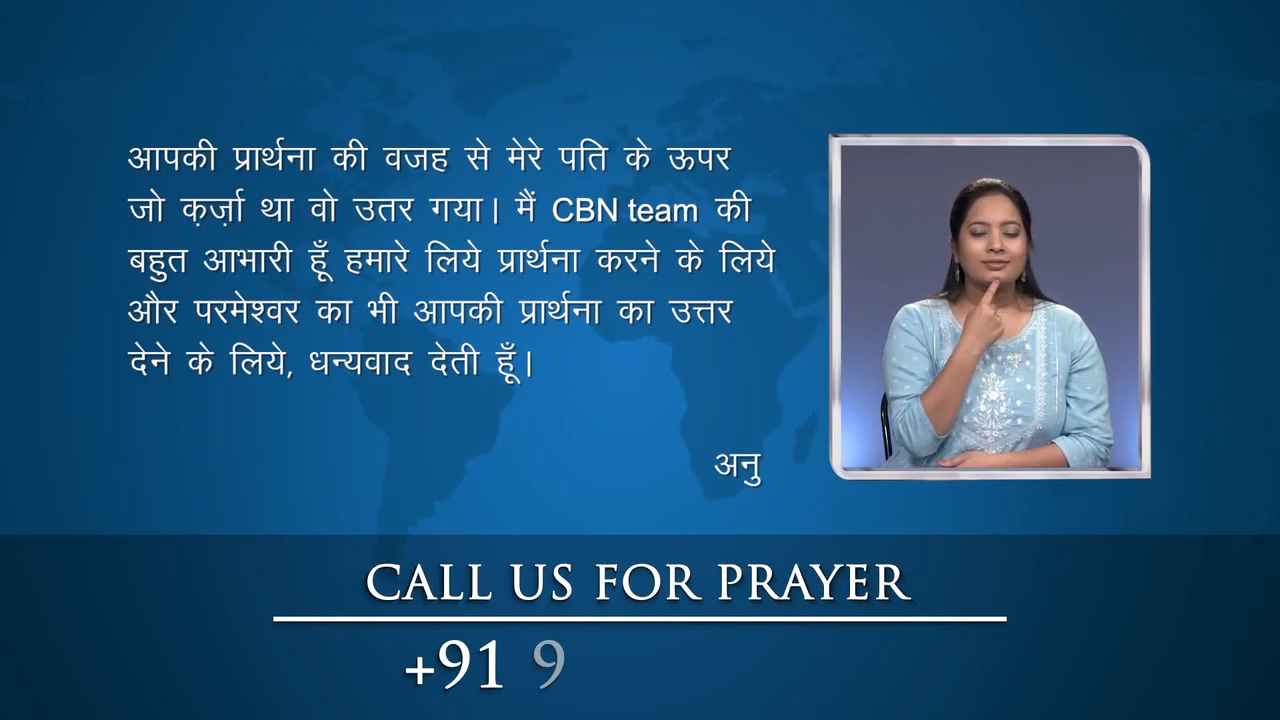 आपकी प्रार्थना की वजह से मेरे पति के ऊपर
जो क़र्ज़ा था वो उतर गया। मैं CBN team की
बहुत आभारी हूँ हमारे लिये प्रार्थना करने के लिये
और परमेश्वर का भी आपकी प्रार्थना का उत्तर
देने के लिये, धन्यवाद देती हूँ।
अनु
CALL US FOR PRAYER
+91 9